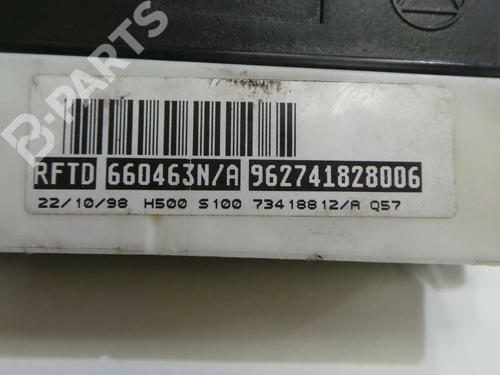 B-PARTS
RFTD 660463N/A 962741828006
22/10/98 H500 S100 73418812/A Q57